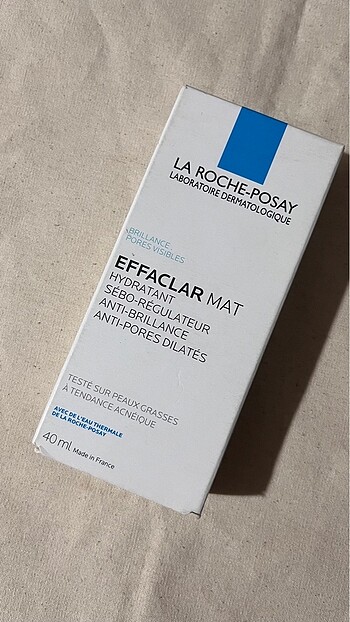 LA ROCHE-POSAY
LABORATOIRE DERMATOLOGIQUE
BRILLANCE,
PORES VISIBLES
EFFACLAR MAT
HYDRATANT
SÉBO-RÉGULATEUR
ANTI-BRILLANCE
ANTI-PORES DILATÉS
TESTÉ SUR PEAUX GRASSES
À TENDANCE ACNÉIQUE
AVEC DE L'EAU THERMALE
DE LA ROCHE-POSAY
40 ml Made in France